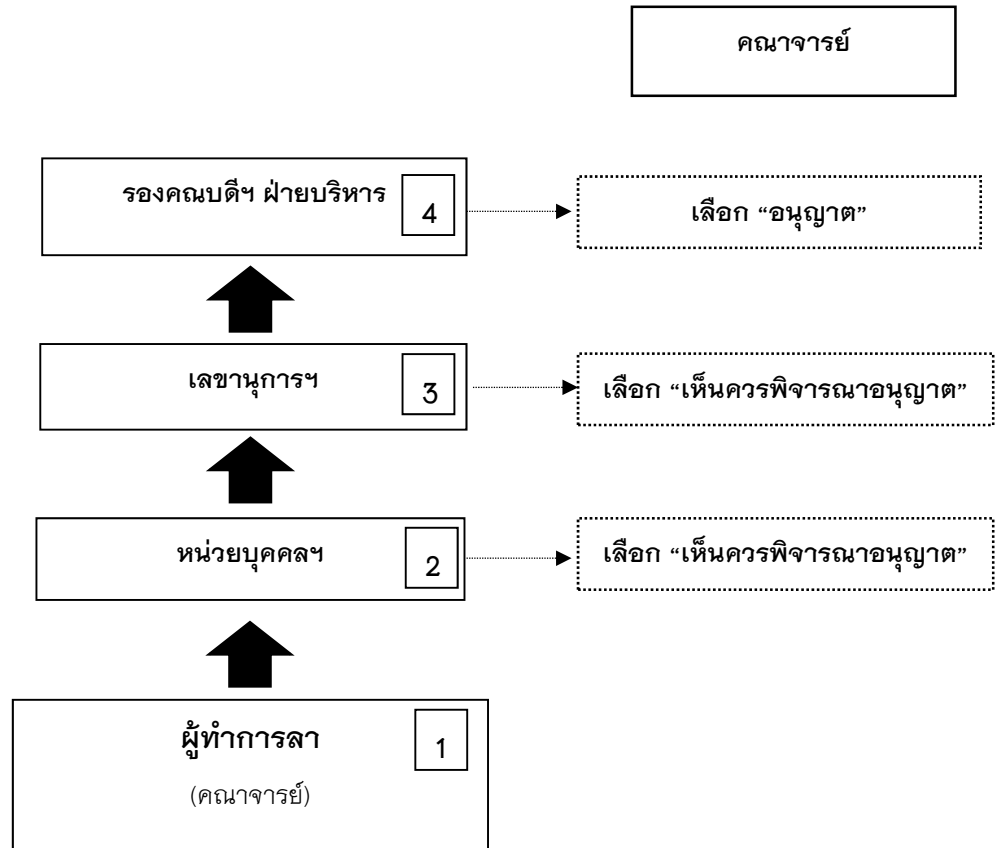 คณาจารย์
รองคณบดีฯ ฝ่ายบริหาร
4
เลือก “อนุญาต”
เลขานุการฯ
3
เลือก “เห็นควรพิจารณาอนุญาต”
หน่วยบุคคลฯ
2
เลือก “เห็นควรพิจารณาอนุญาต”
ผู้ทำการลา
1
(คณาจารย์)